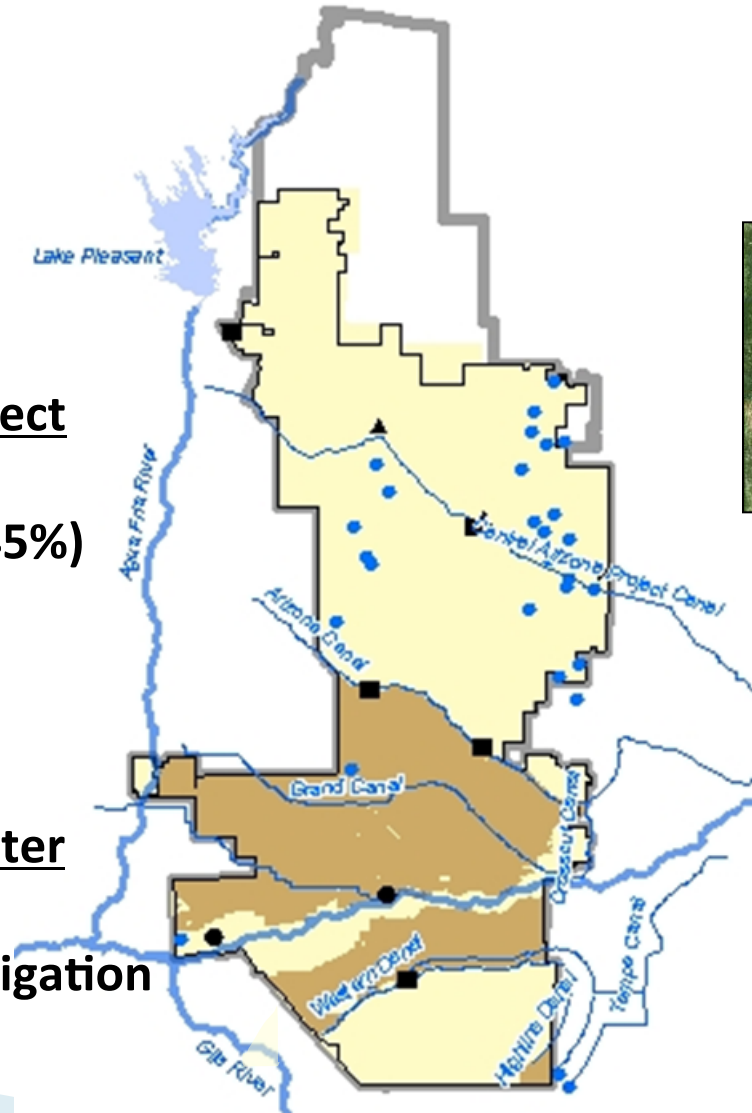 Lake Pleasant
ect
Agua Fria River
5%)
Central Arizona Project Canal
Arizona Canal
Grand Canal
Crosscut Canal
ter
Western Canal
Tempe Canal
igation
Highline Canal
Gila River